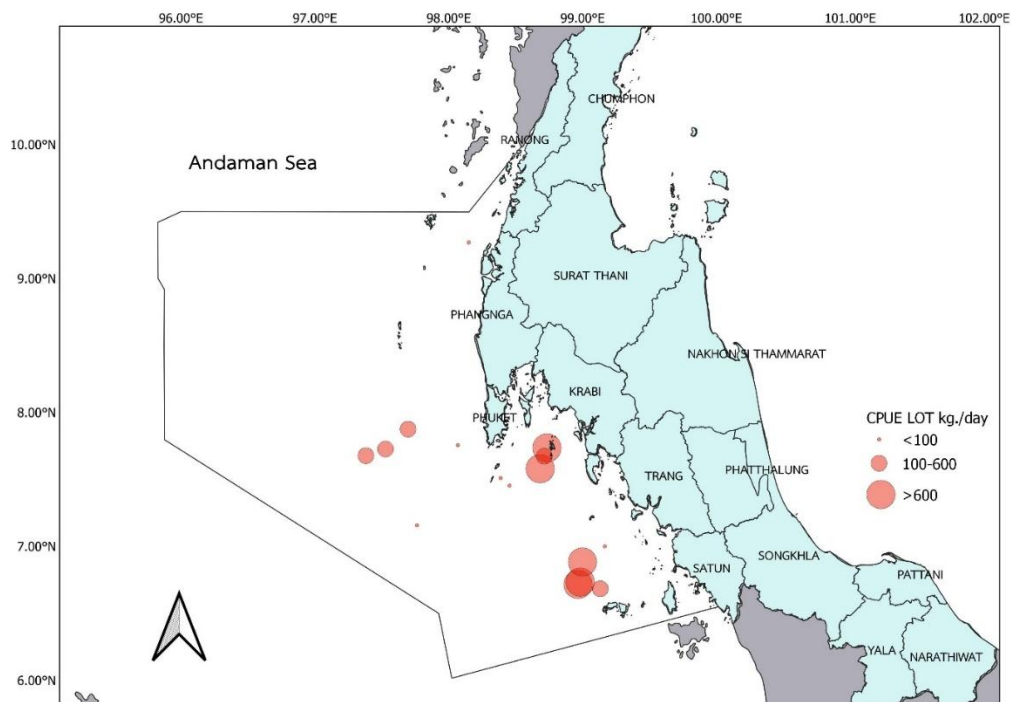 96.00°E 97.00°E 98.00°E 99.00°E 100.00°E 101.00°E 102.00°E
CHUMPHON
10.00°N
RANONG
Andaman Sea
9.00°N
SURAT THANI
PHANGNGA
NAKHON SI THAMMARAT
KRABI
8.00°N
PHUKET
CPUE LOT kg./day
<100
100-600
>600
TRANG
PHATTHALUNG
7.00°N
SONGKHLA
SATUN
PATTANI
YALA
NARATHIWAT
6.00°N